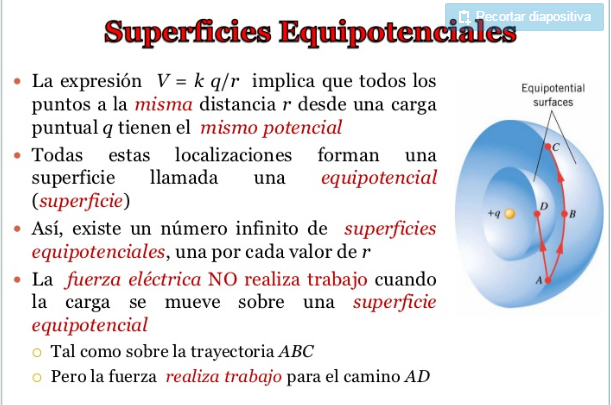 Recortar diapositiva
Superficies Equipotenciales
• La expresión V = k q/r implica que todos los
puntos a la misma distancia r desde una carga
puntual q tienen el mismo potencial
• Todas estas localizaciones forman una
superficie llamada una equipotencial
(superficie)
• Así, existe un número infinito de superficies
equipotenciales, una por cada valor de r
• La fuerza eléctrica NO realiza trabajo cuando
la carga se mueve sobre una superficie
equipotencial
o Tal como sobre la trayectoria ABC
o Pero la fuerza realiza trabajo para el camino AD
Equipotential
surfaces
C
D
B
+q
A